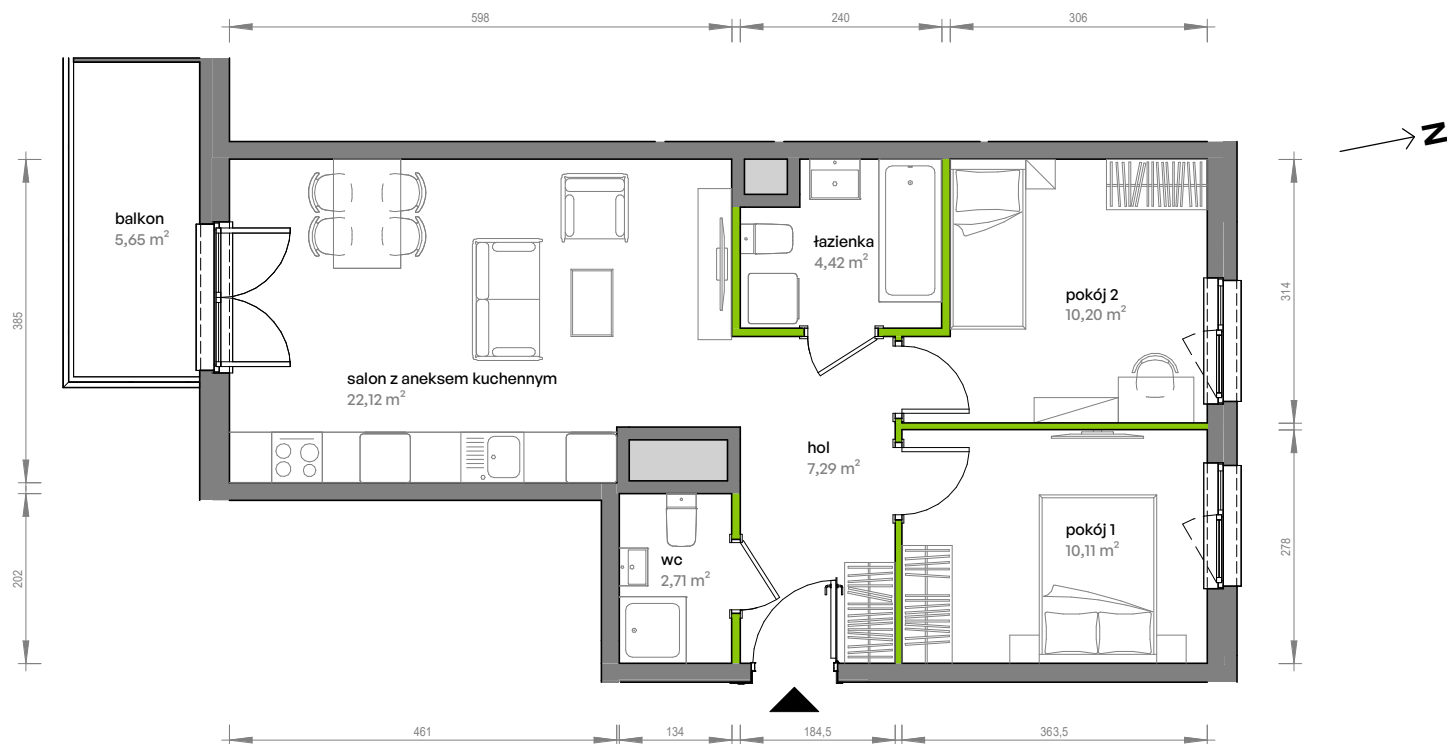 598
240
306
N
balkon
5,65 m²
łazienka
4,42 m²
pokój 2
10,20 m²
385
314
salon z aneksem kuchennym
22,12 m²
hol
7,29 m²
pokój 1
10,11 m²
wc
2,71 m²
202
278
461
134
184,5
363,5